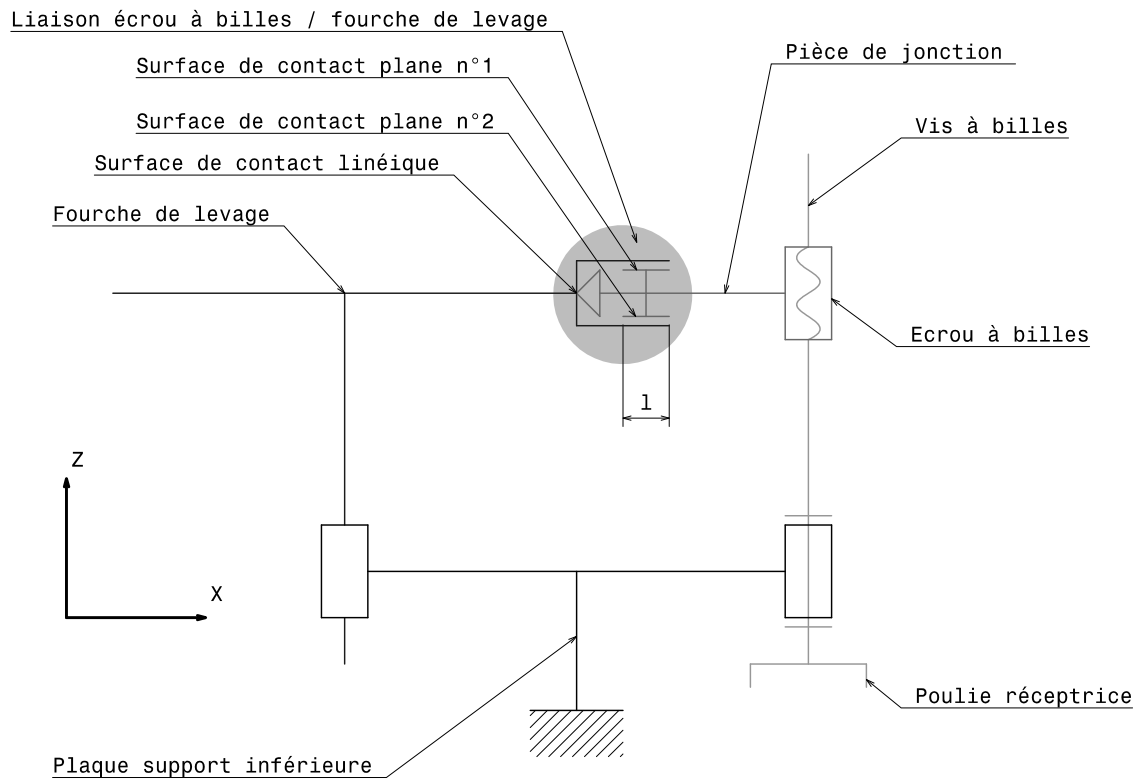 Liaison écrou à billes / fourche de levage
Surface de contact plane n°1
Pièce de jonction
Surface de contact plane n°2
Vis à billes
Surface de contact linéique
Fourche de levage
Ecrou à billes
l
Z
X
Poulie réceptrice
Plaque support inférieure